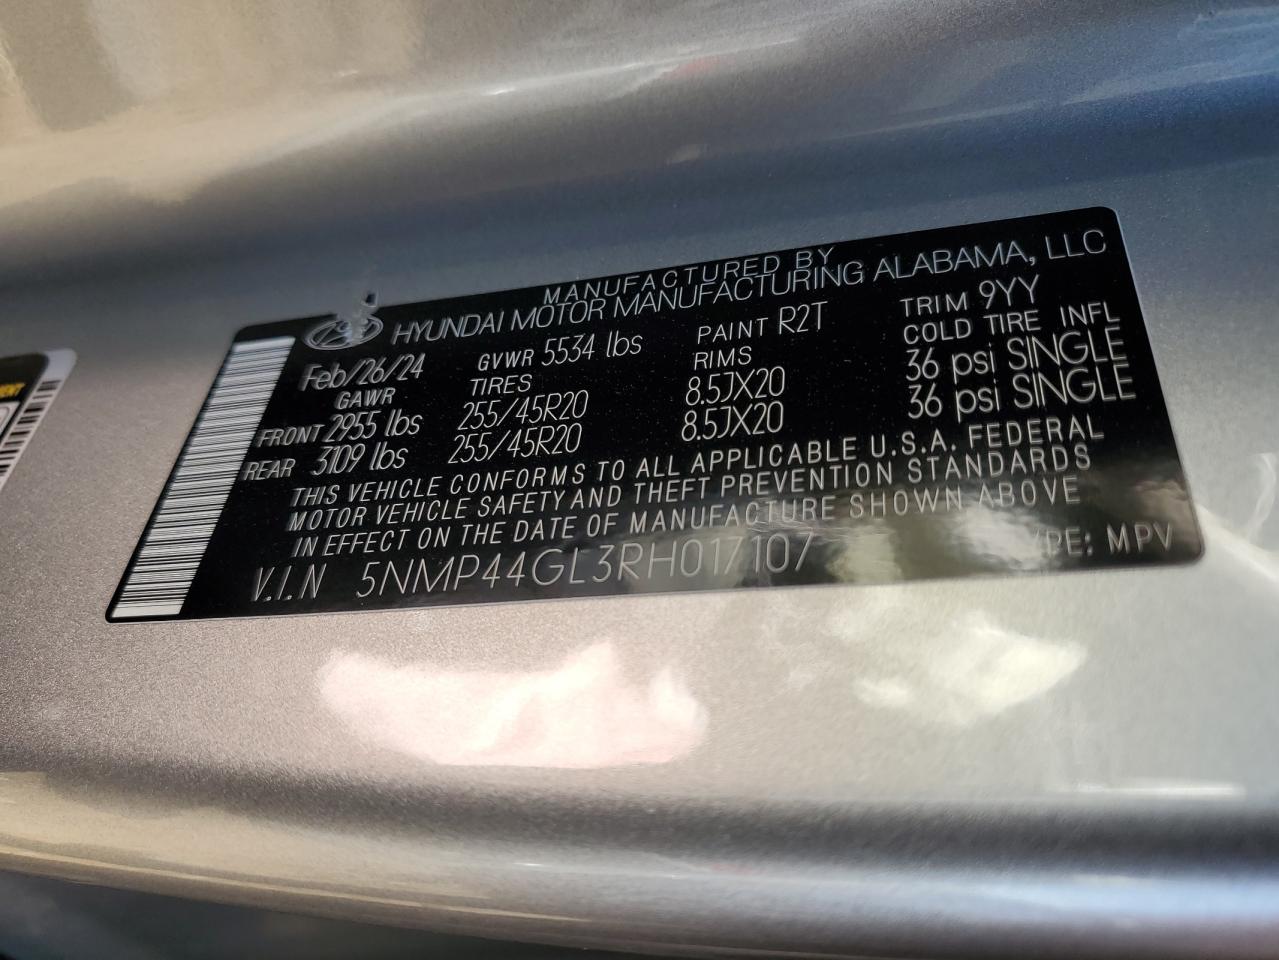 MANUFACTURED BY
HYUNDAI MOTOR MANUFACTURING ALABAMA, LLC
Feb/26/24 GVWR 5534 lbs PAINT R2T TRIM 9YY
GAWR TIRES RIMS COLD TIRE INFL
FRONT 2955 lbs 255/45R20 8.5JX20 36 psi SINGLE
REAR 3109 lbs 255/45R20 8.5JX20 36 psi SINGLE
THIS VEHICLE CONFORMS TO ALL APPLICABLE U.S.A. FEDERAL
MOTOR VEHICLE SAFETY AND THEFT PREVENTION STANDARDS
IN EFFECT ON THE DATE OF MANUFACTURE SHOWN ABOVE
V.I.N 5NMP44GL3RH017107 MPV